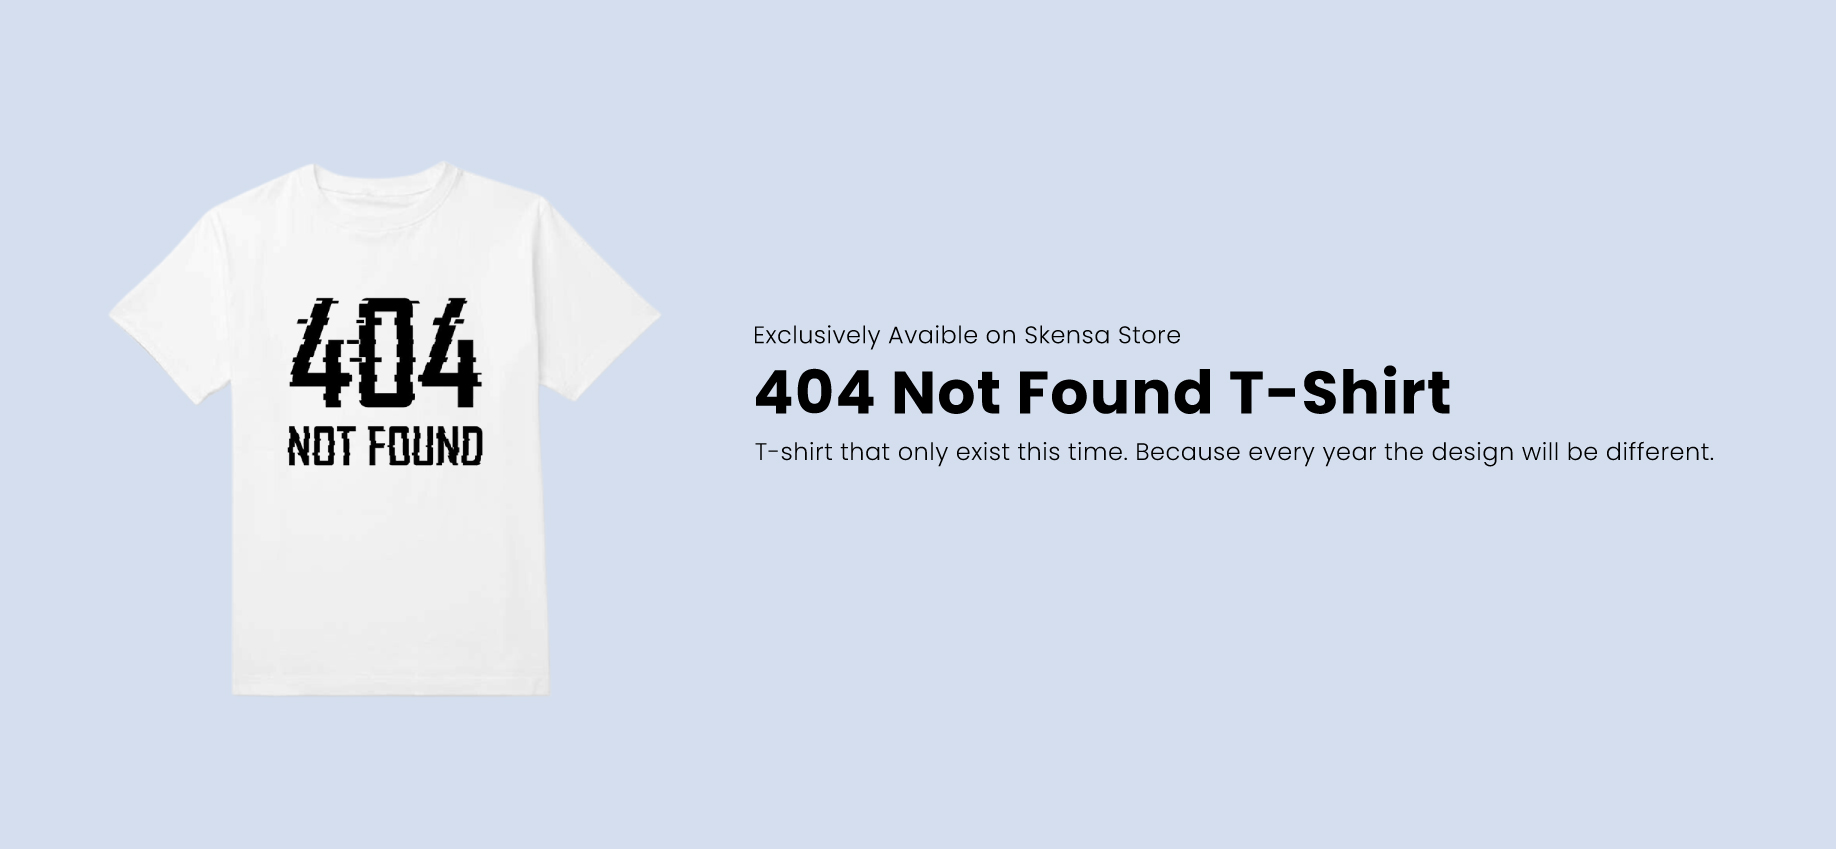 404
NOT FOUND
Exclusively Avaible on Skensa Store
404 Not Found T-Shirt
T-shirt that only exist this time. Because every year the design will be different.